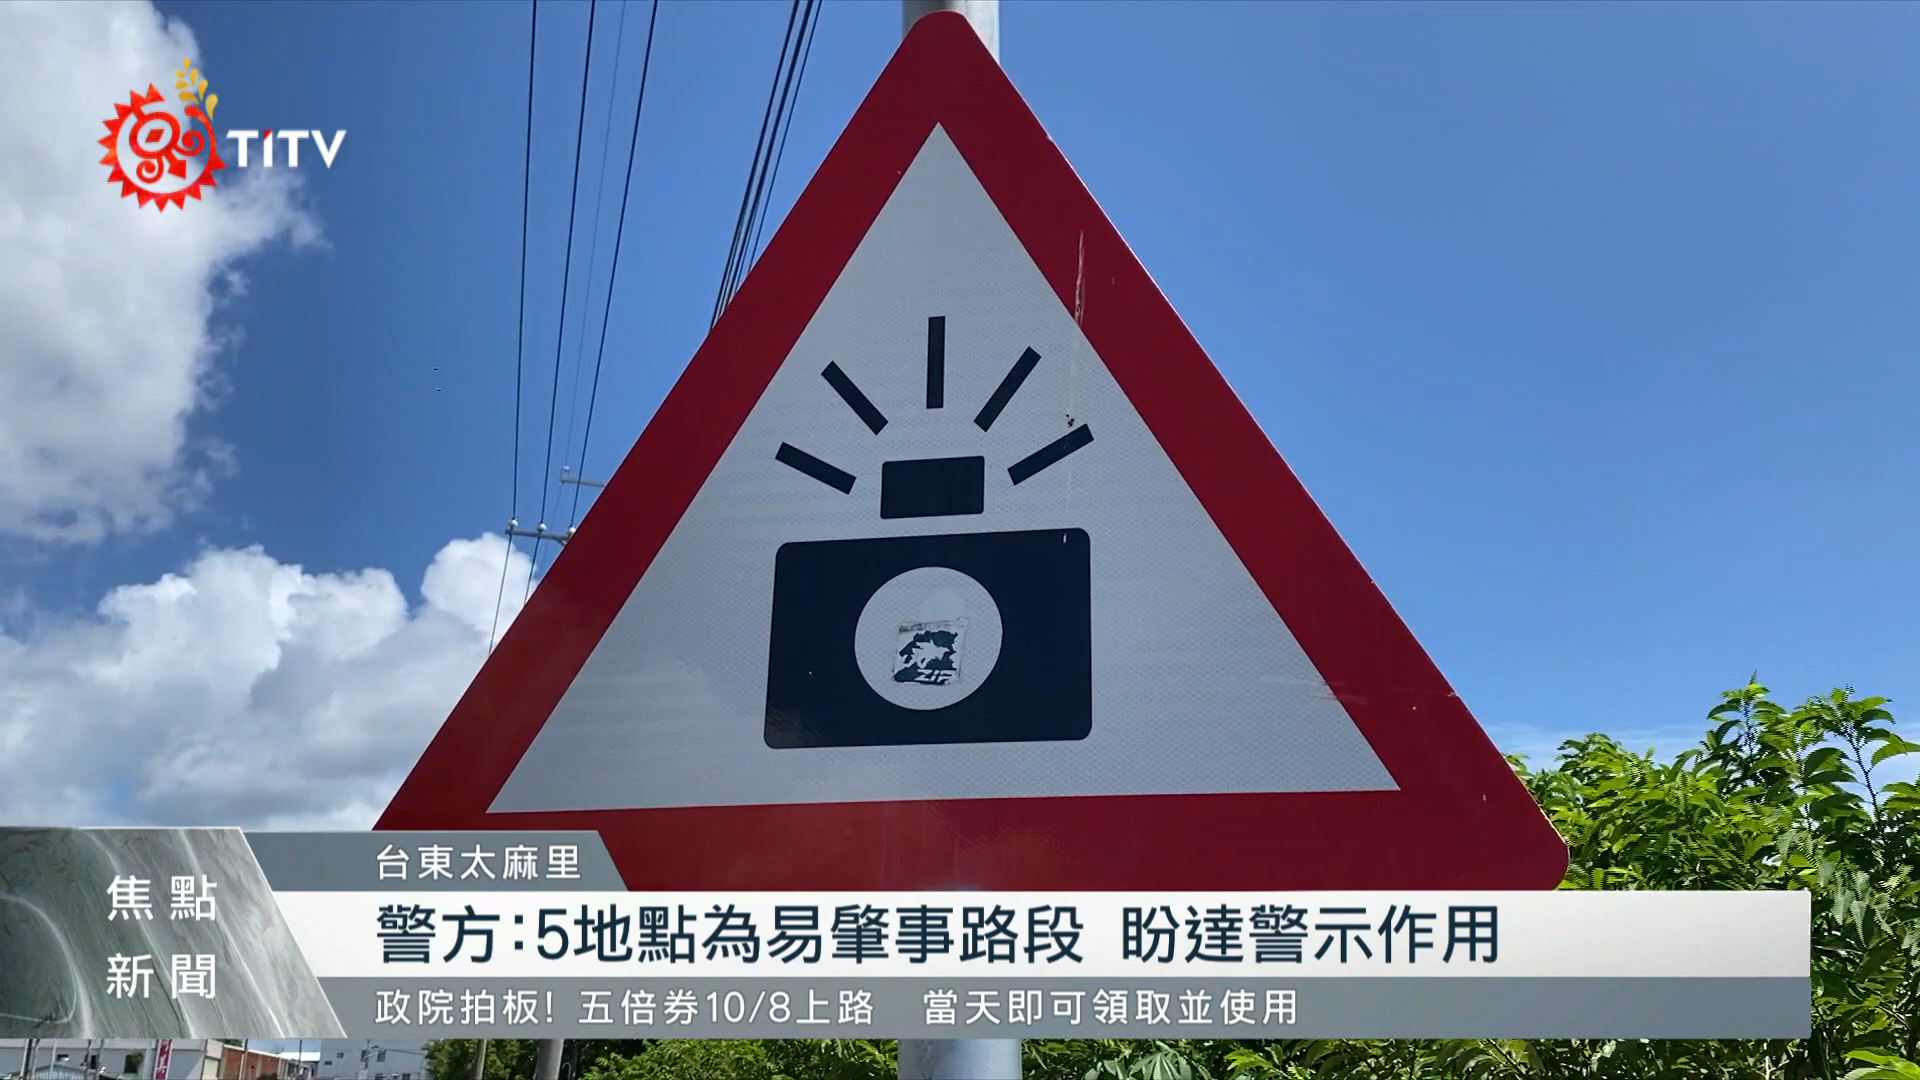 TITV
台東太麻里
焦點
新聞
警方：5地點為易肇事路段 盼達警示作用
政院拍板! 五倍券10/8上路 當天即可領取並使用
ZIP